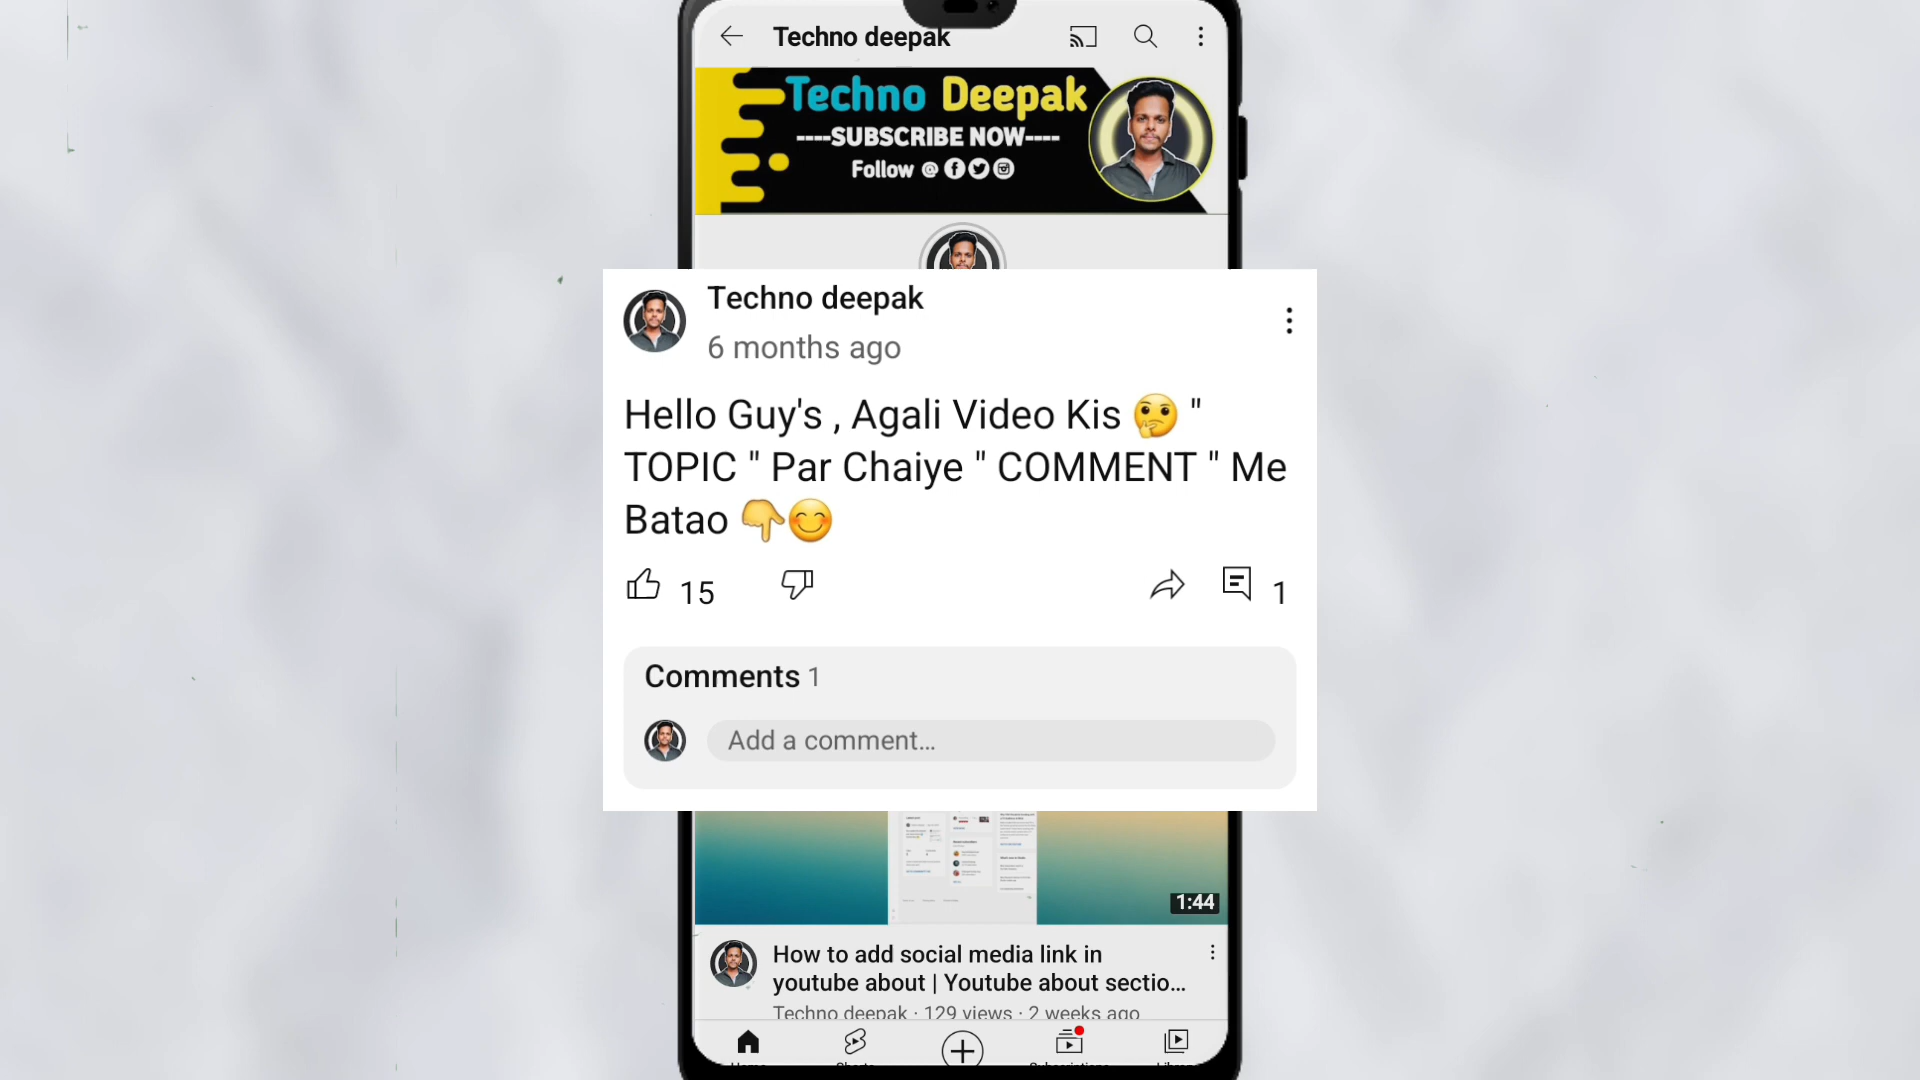 Techno deepak
Techno Deepak
----SUBSCRIBE NOW----
Follow @
Techno deepak
6 months ago
Hello Guy's , Agali Video Kis 🤔 "
TOPIC " Par Chaiye " COMMENT " Me
Batao 👇😊
15
1
Comments 1
Add a comment...
1:44
How to add social media link in
youtube about | Youtube about sectio...
Techno deepak · 129 views · 2 weeks ago